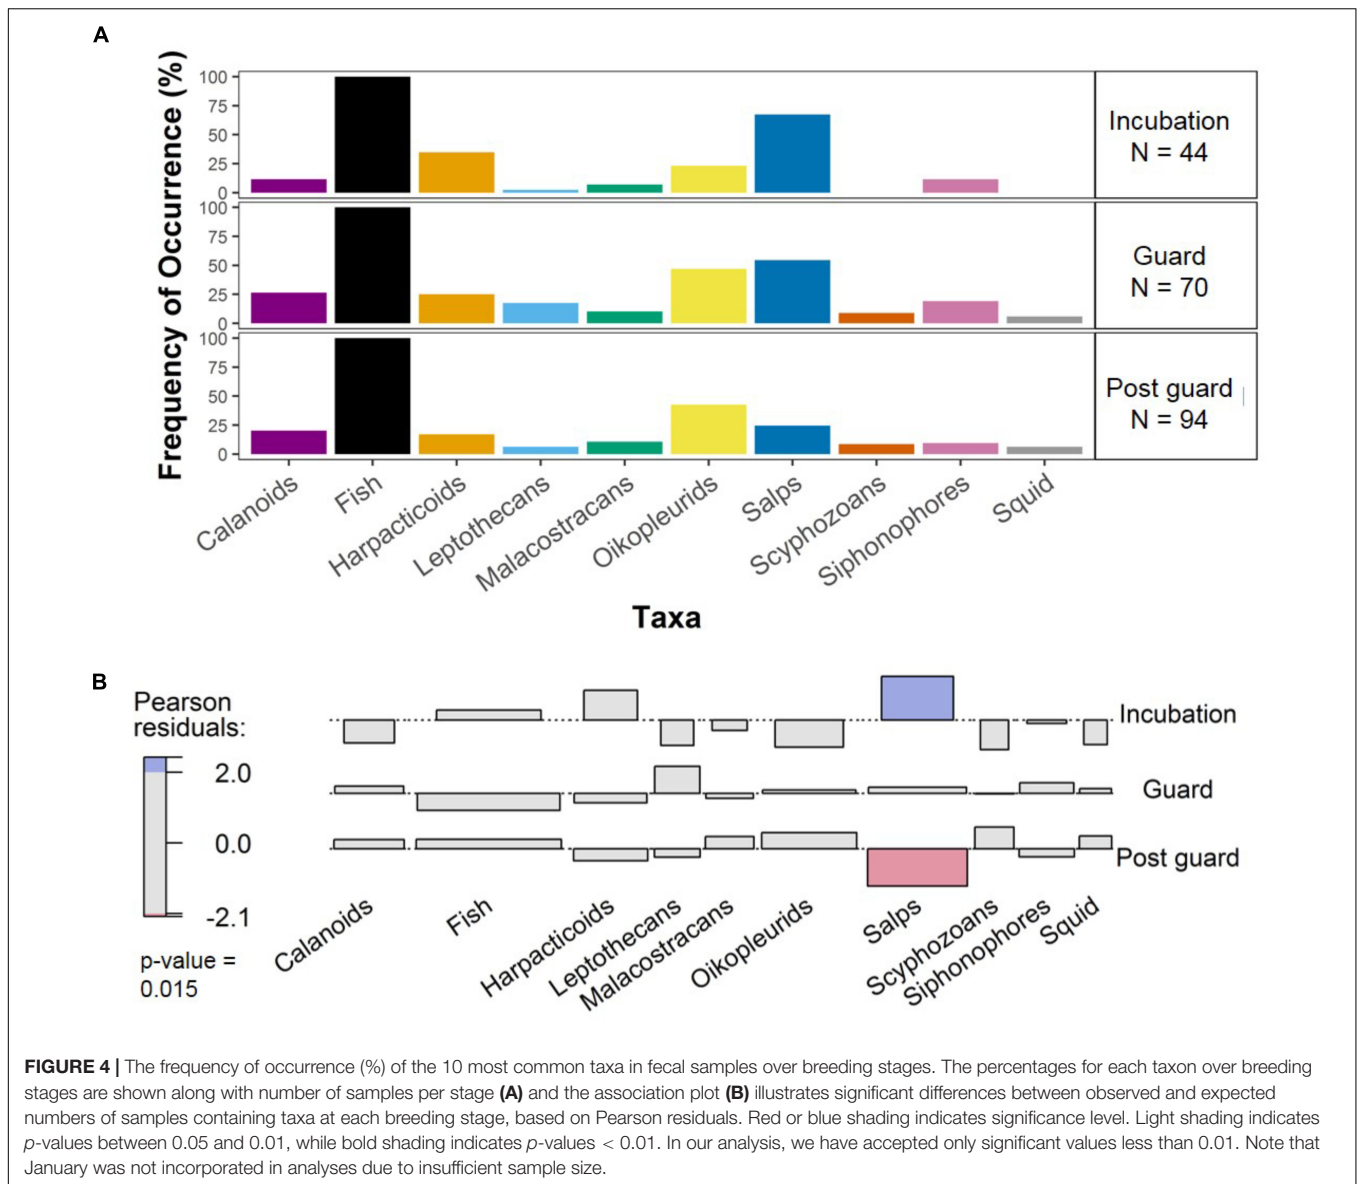 A
Frequency of Occurrence (%)
100
75
50
25
0
Incubation
N = 44
100
75
50
25
0
Guard
N = 70
100
75
50
25
0
Post guard
N = 94
Calanoids
Fish
Harpacticoids
Leptothecans
Malacostracans
Oikopleurids
Salps
Scyphozoans
Siphonophores
Squid
Taxa
B
Pearson
residuals:
2.0
0.0
-2.1
p-value =
0.015
Incubation
Guard
Post guard
Calanoids
Fish
Harpacticoids
Leptothecans
Malacostracans
Oikopleurids
Salps
Scyphozoans
Siphonophores
Squid
FIGURE 4 | The frequency of occurrence (%) of the 10 most common taxa in fecal samples over breeding stages. The percentages for each taxon over breeding
stages are shown along with number of samples per stage (A) and the association plot (B) illustrates significant differences between observed and expected
numbers of samples containing taxa at each breeding stage, based on Pearson residuals. Red or blue shading indicates significance level. Light shading indicates
p-values between 0.05 and 0.01, while bold shading indicates p-values < 0.01. In our analysis, we have accepted only significant values less than 0.01. Note that
January was not incorporated in analyses due to insufficient sample size.